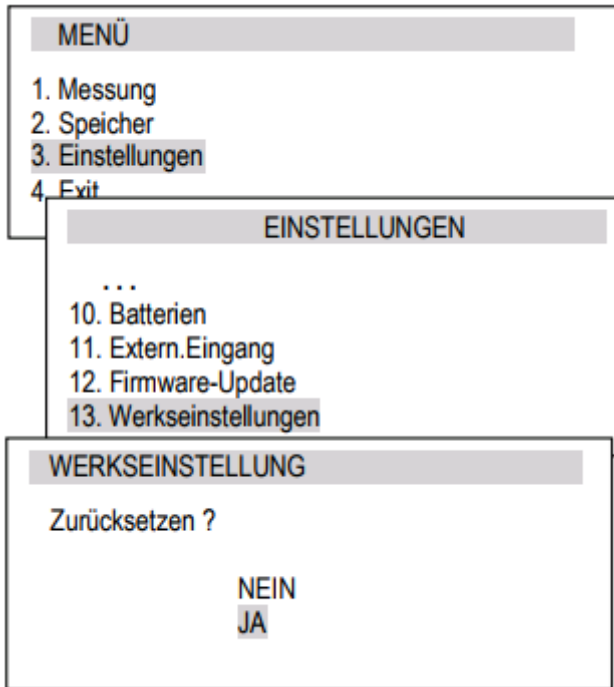 MENÜ
1. Messung
2. Speicher
3. Einstellungen
4. Exit
EINSTELLUNGEN
...
10. Batterien
11. Extern.Eingang
12. Firmware-Update
13. Werkseinstellungen
WERKSEINSTELLUNG
Zurücksetzen ?
NEIN
JA